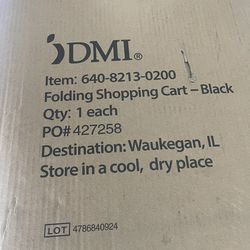 DMI®
Item: 640-8213-0200
Folding Shopping Cart – Black
Qty: 1 each
PO# 427258
Destination: Waukegan, IL
Store in a cool, dry place
LOT 4786840924